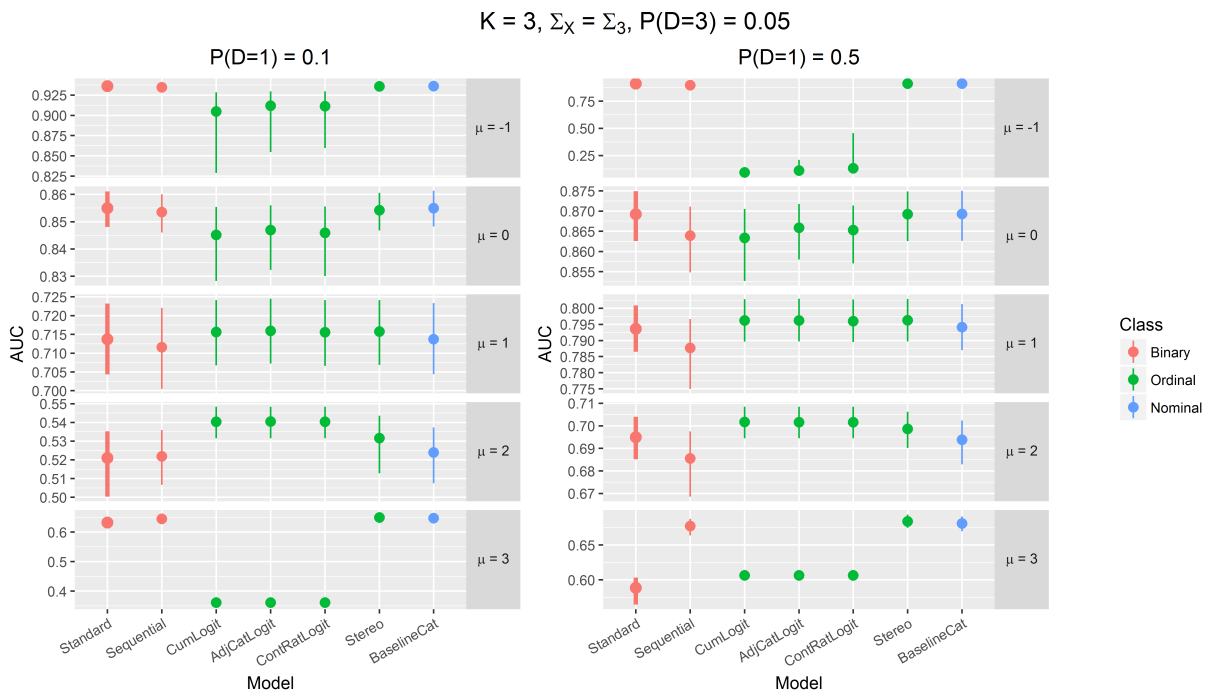 K = 3, ΣX = Σ3, P(D=3) = 0.05
P(D=1) = 0.1
P(D=1) = 0.5
AUC
0.925
0.900
0.875
0.850
0.825
μ = -1
0.86
0.85
0.84
0.83
μ = 0
0.725
0.720
0.715
0.710
0.705
0.700
μ = 1
0.55
0.54
0.53
0.52
0.51
0.50
μ = 2
0.6
0.5
0.4
μ = 3
Standard
Sequential
CumLogit
AdjCatLogit
ContRatLogit
Stereo
BaselineCat
Model
AUC
0.75
0.50
0.25
μ = -1
0.875
0.870
0.865
0.860
0.855
μ = 0
0.800
0.795
0.790
0.785
0.780
0.775
μ = 1
0.71
0.70
0.69
0.68
0.67
μ = 2
0.65
0.60
μ = 3
Standard
Sequential
CumLogit
AdjCatLogit
ContRatLogit
Stereo
BaselineCat
Model
Class
Binary
Ordinal
Nominal